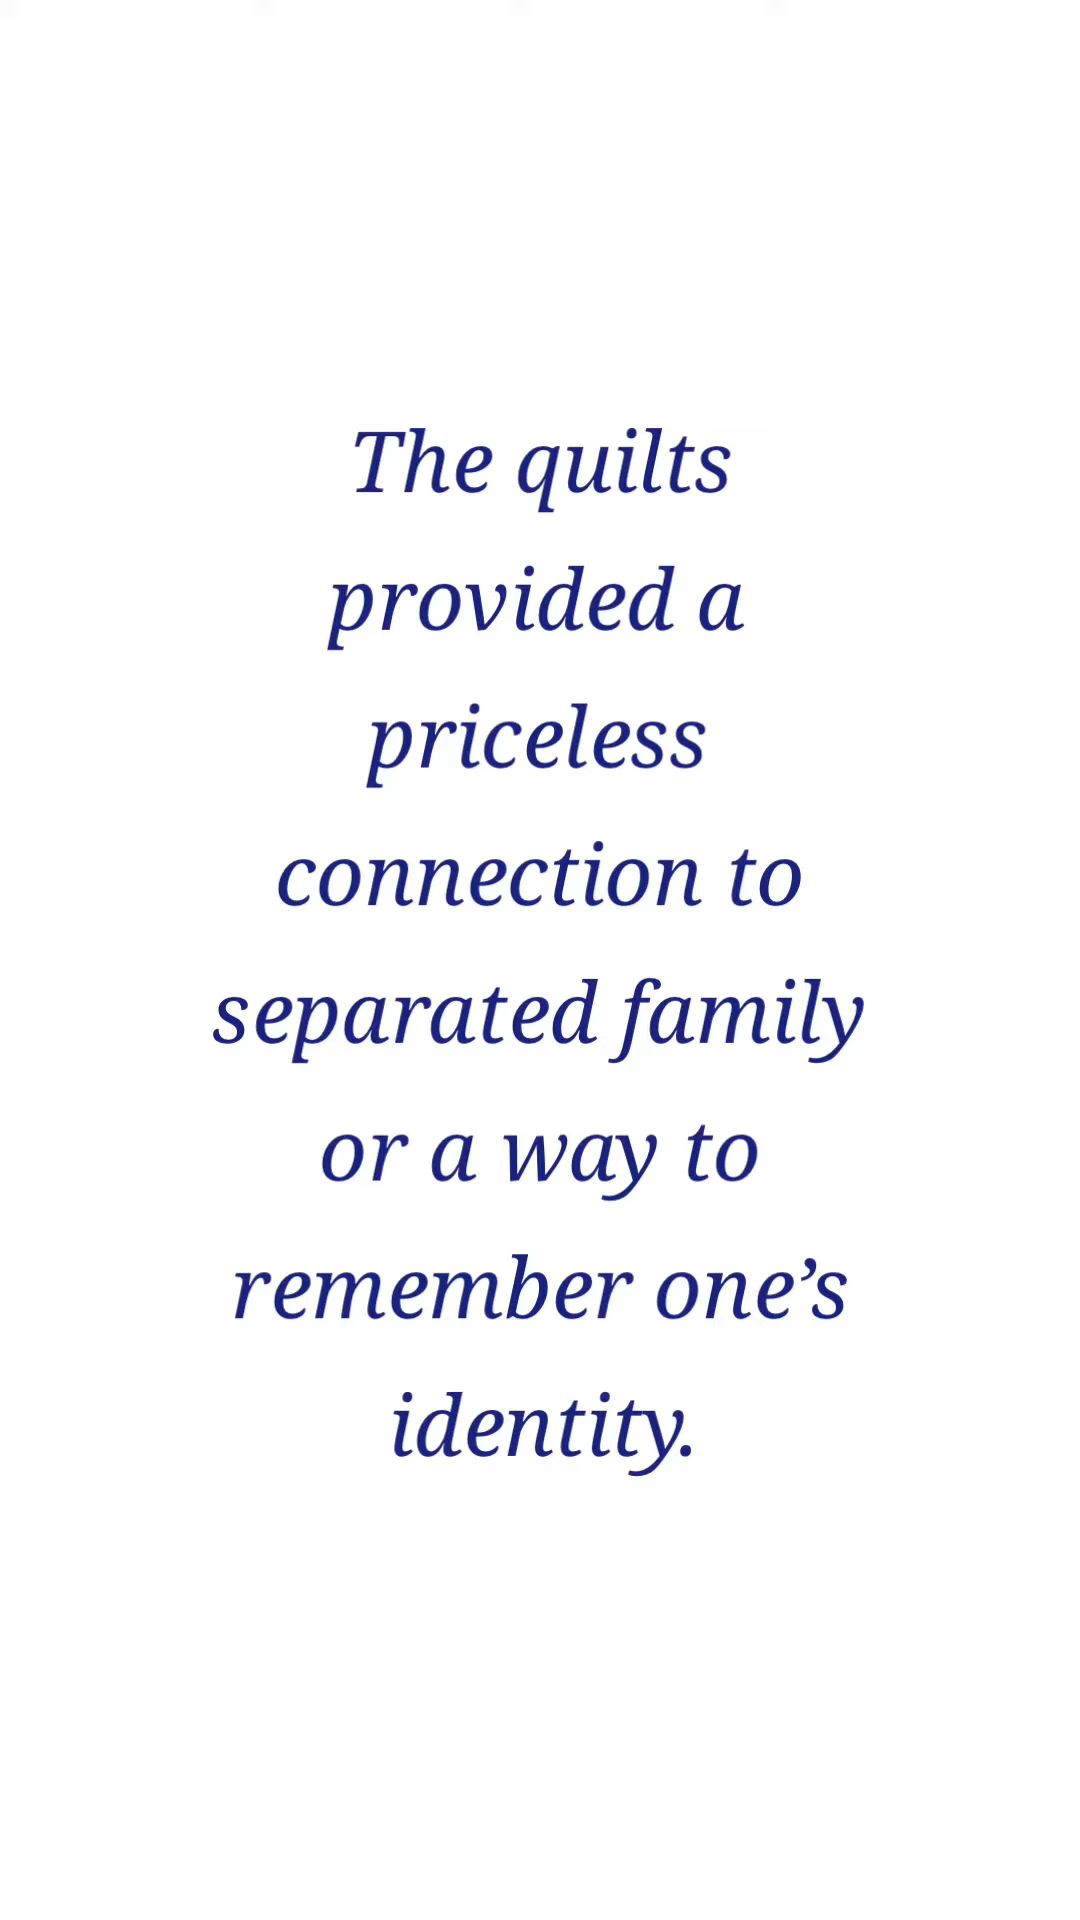 The quilts
provided a
priceless
connection to
separated family
or a way to
remember one’s
identity.